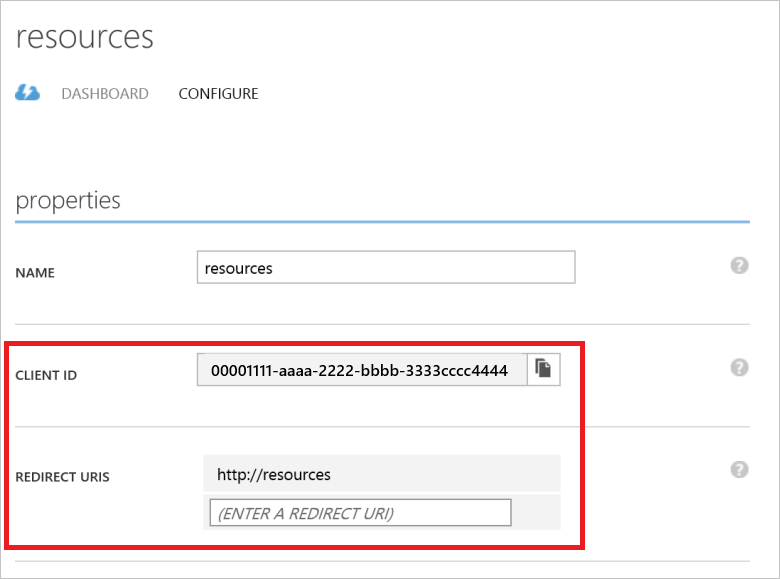 resources
DASHBOARD CONFIGURE
properties
NAME resources ?
CLIENT ID 00001111-aaaa-2222-bbbb-3333cccc4444 ?
REDIRECT URIS http://resources ?
(ENTER A REDIRECT URI)